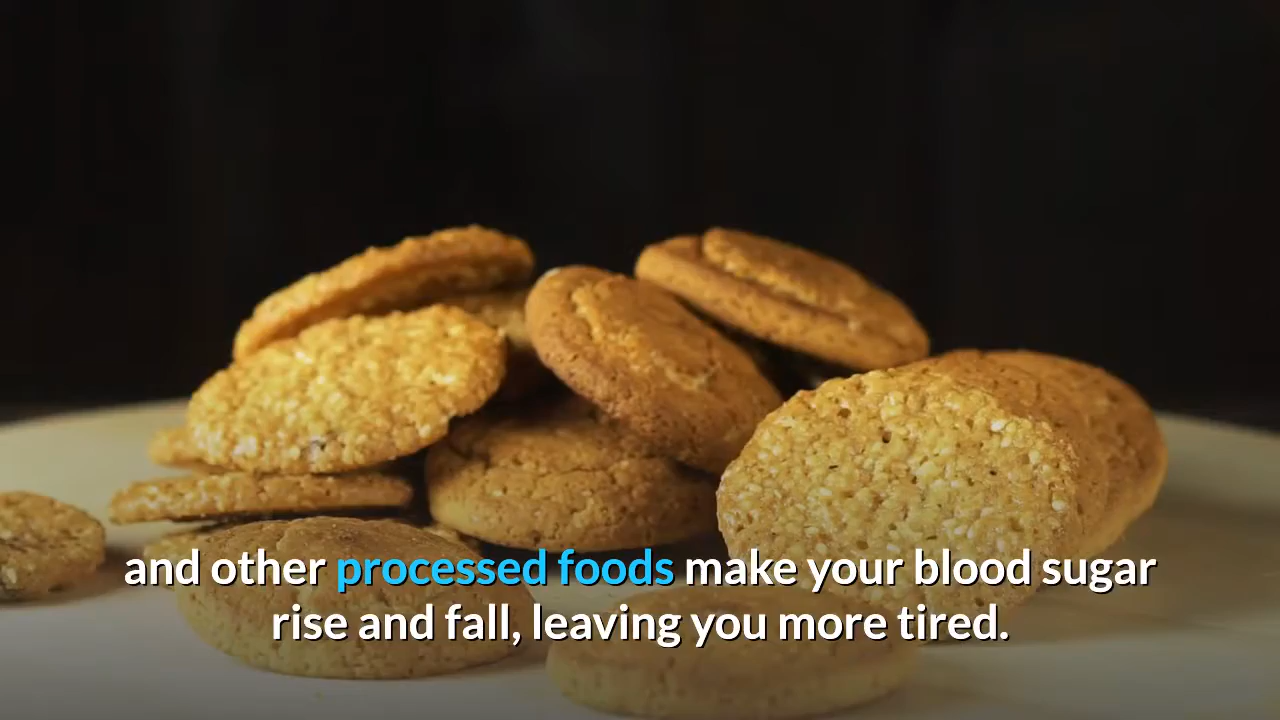 and other processed foods make your blood sugar
rise and fall, leaving you more tired.